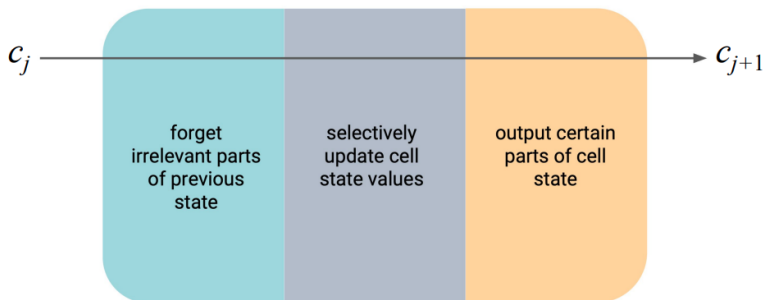 c_j
c_{j+1}
forget
irrelevant parts
of previous
state
selectively
update cell
state values
output certain
parts of cell
state